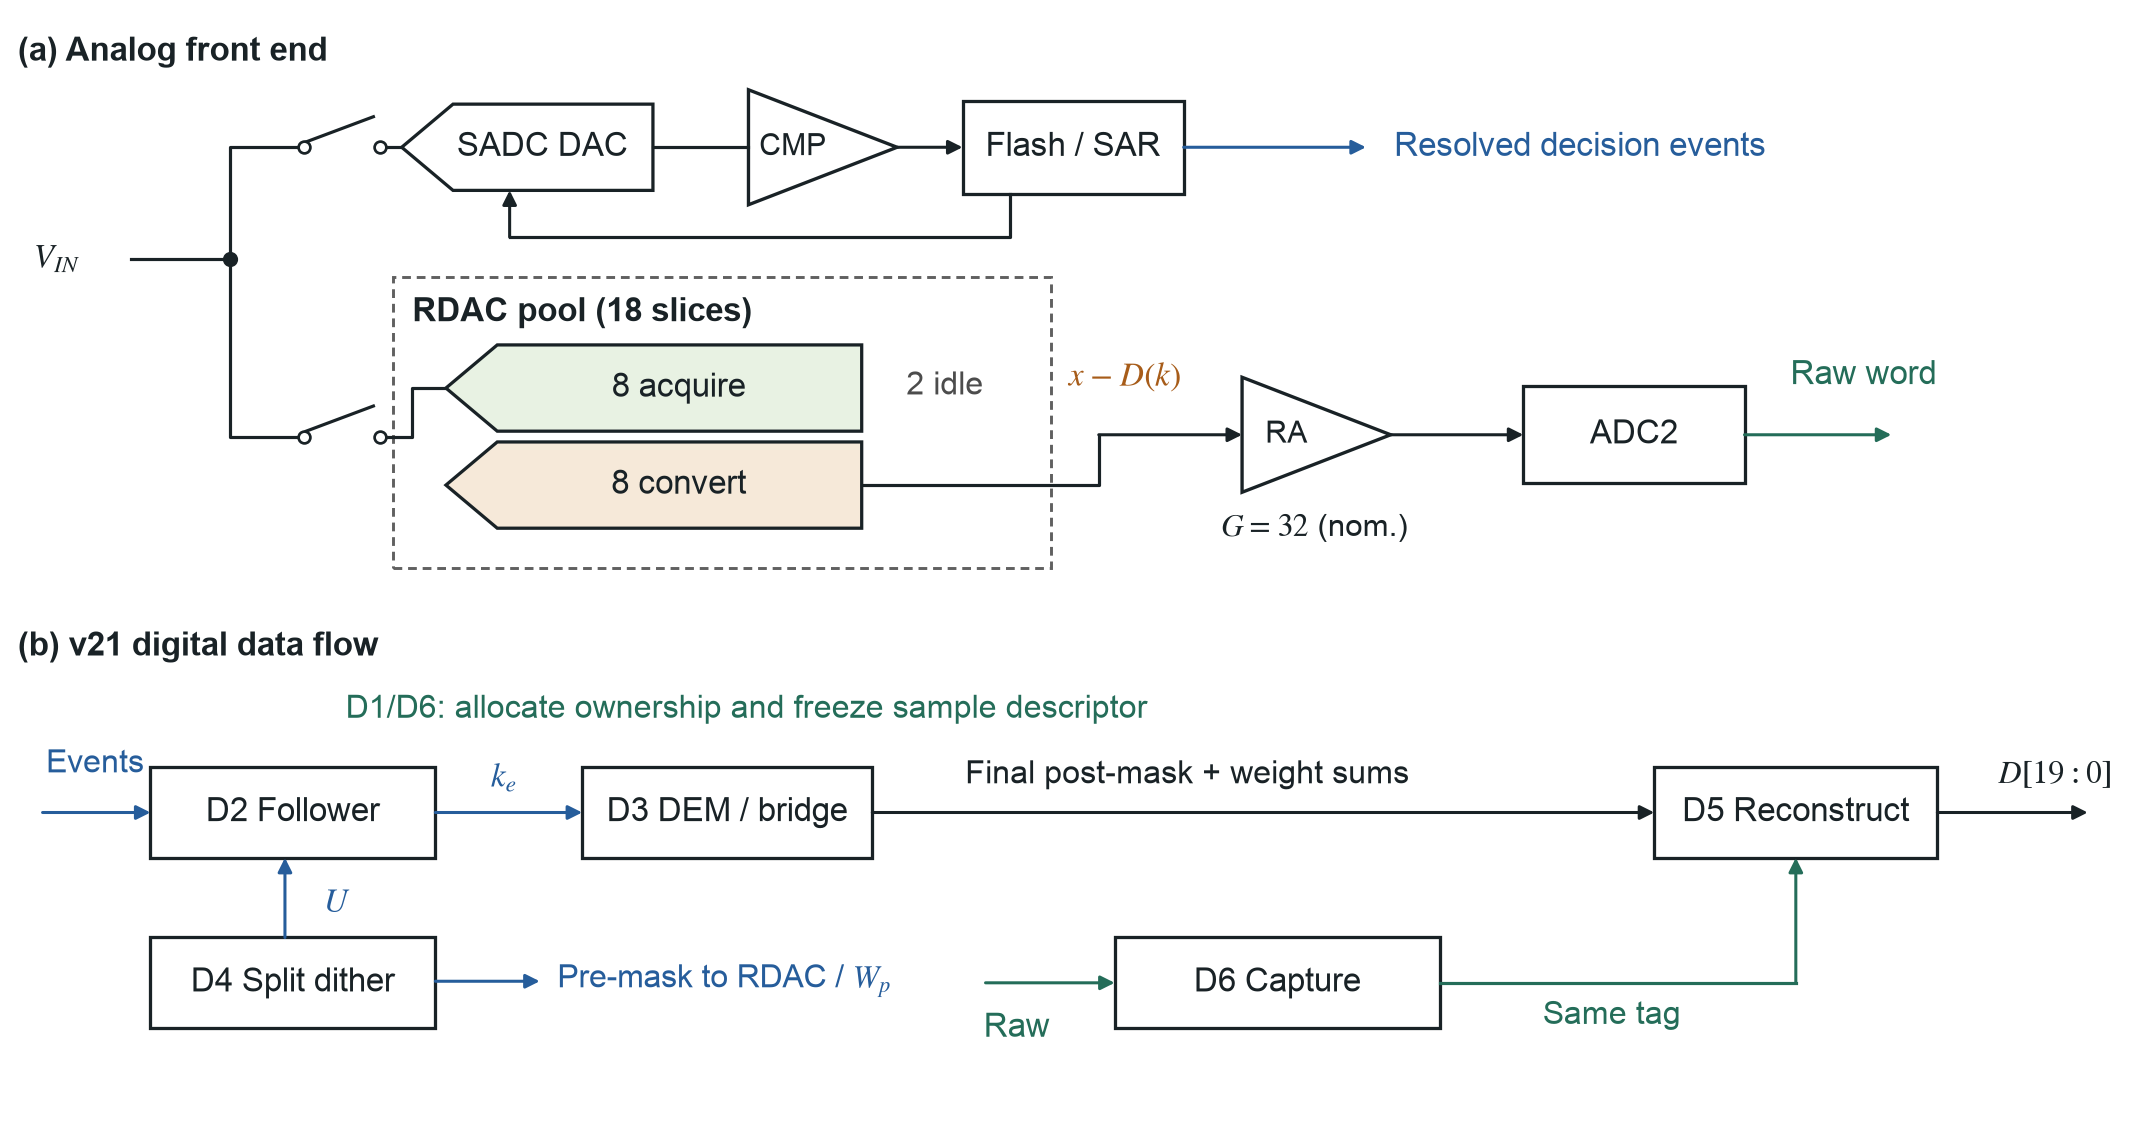 (a) Analog front end
SADC DAC
CMP
Flash / SAR
Resolved decision events
V_IN
RDAC pool (18 slices)
8 acquire
2 idle
x − D(k)
Raw word
RA
ADC2
8 convert
G = 32 (nom.)
(b) v21 digital data flow
D1/D6: allocate ownership and freeze sample descriptor
Events
D2 Follower
k_e
D3 DEM / bridge
Final post-mask + weight sums
D5 Reconstruct
D[19 : 0]
U
D4 Split dither
Pre-mask to RDAC / W_p
Raw
D6 Capture
Same tag